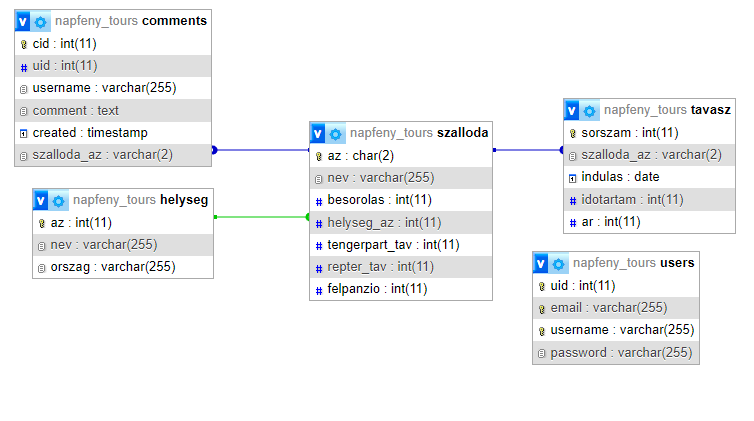 napfeny_tours comments
cid : int(11)
uid : int(11)
username : varchar(255)
comment : text
created : timestamp
szalloda_az : varchar(2)
napfeny_tours helyseg
az : int(11)
nev : varchar(255)
orszag : varchar(255)
napfeny_tours szalloda
az : char(2)
nev : varchar(255)
besorolas : int(11)
helyseg_az : int(11)
tengerpart_tav : int(11)
repter_tav : int(11)
felpanzio : int(11)
napfeny_tours tavasz
sorszam : int(11)
szalloda_az : varchar(2)
indulas : date
idotartam : int(11)
ar : int(11)
napfeny_tours users
uid : int(11)
email : varchar(255)
username : varchar(255)
password : varchar(255)